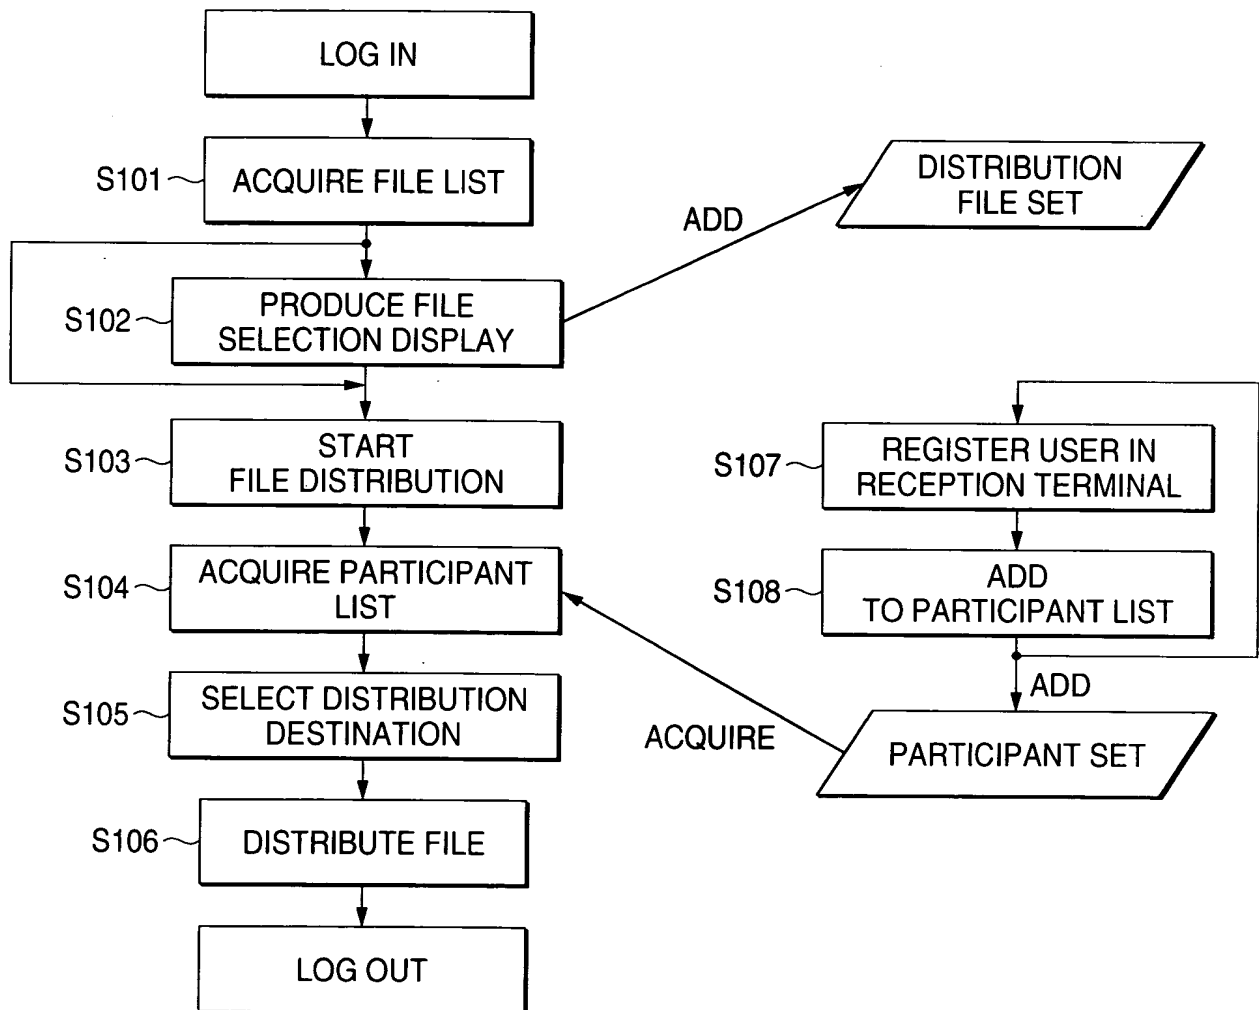 LOG IN
S101
ACQUIRE FILE LIST
DISTRIBUTION
FILE SET
ADD
S102
PRODUCE FILE
SELECTION DISPLAY
S103
START
FILE DISTRIBUTION
S107
REGISTER USER IN
RECEPTION TERMINAL
S104
ACQUIRE PARTICIPANT
LIST
S108
ADD
TO PARTICIPANT LIST
ADD
S105
SELECT DISTRIBUTION
DESTINATION
ACQUIRE
PARTICIPANT SET
S106
DISTRIBUTE FILE
LOG OUT